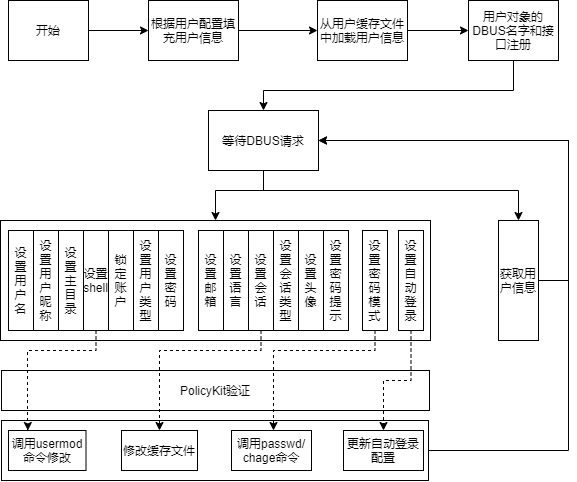 开始
根据用户配置填
充用户信息
从用户缓存文件
中加载用户信息
用户对象的
DBUS名字和接
口注册
等待DBUS请求
设置用户名
设置用户昵称
设置主目录
设置
shell
锁定账户
设置用户类型
设置密码
设置邮箱
设置语言
设置会话
设置会话类型
设置头像
设置密码提示
设置密码模式
设置自动登录
获取用
户信息
PolicyKit验证
调用usermod
命令修改
修改缓存文件
调用passwd/
chage命令
更新自动登录
配置